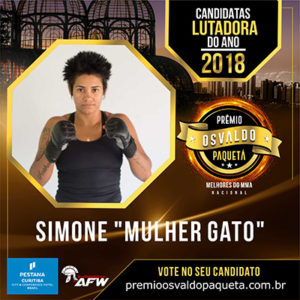 CANDIDATAS
LUTADORA
DO ANO
2018
PRÊMIO
OSVALDO
PAQUETÁ
MELHORES DO MMA
NACIONAL
SIMONE "MULHER GATO"
PESTANA
CURITIBA
AFW
VOTE NO SEU CANDIDATO
premioosvaldopaqueta.com.br